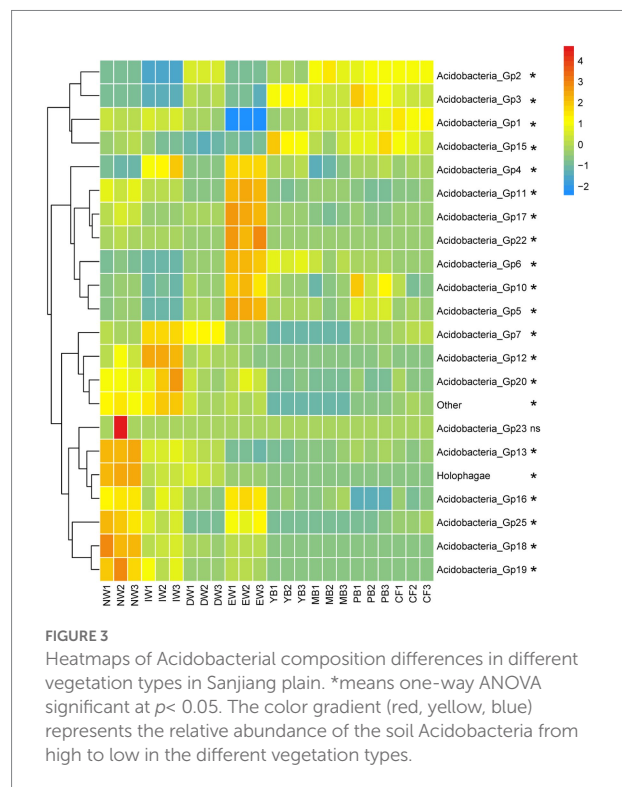 Acidobacteria_Gp2 *
Acidobacteria_Gp3 *
Acidobacteria_Gp1 *
Acidobacteria_Gp15 *
Acidobacteria_Gp4 *
Acidobacteria_Gp11 *
Acidobacteria_Gp17 *
Acidobacteria_Gp22 *
Acidobacteria_Gp6 *
Acidobacteria_Gp10 *
Acidobacteria_Gp5 *
Acidobacteria_Gp7 *
Acidobacteria_Gp12 *
Acidobacteria_Gp20 *
Other *
Acidobacteria_Gp23 ns
Acidobacteria_Gp13 *
Holophagae *
Acidobacteria_Gp16 *
Acidobacteria_Gp25 *
Acidobacteria_Gp18 *
Acidobacteria_Gp19 *
4
3
2
1
0
−1
−2
NW1 NW2 NW3 IW1 IW2 IW3 DW1 DW2 DW3 EW1 EW2 EW3 YB1 YB2 YB3 MB1 MB2 MB3 PB1 PB2 PB3 CF1 CF2 CF3
FIGURE 3
Heatmaps of Acidobacterial composition differences in different
vegetation types in Sanjiang plain. *means one-way ANOVA
significant at p< 0.05. The color gradient (red, yellow, blue)
represents the relative abundance of the soil Acidobacteria from
high to low in the different vegetation types.